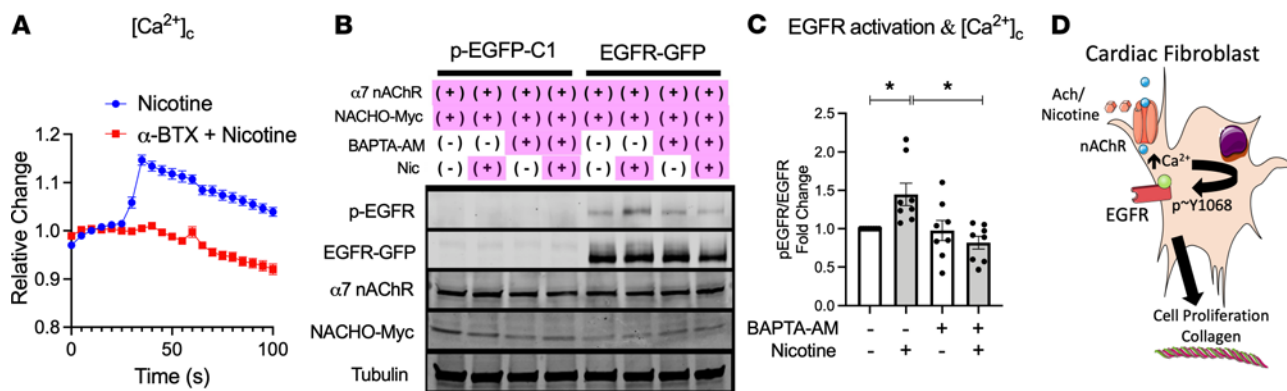 A
[Ca²⁺]c
Nicotine
α-BTX + Nicotine
Relative Change
1.2
1.1
1.0
0.9
0.8
0
50
100
Time (s)
B
p-EGFP-C1
EGFR-GFP
α7 nAChR (+) (+) (+) (+) (+) (+) (+) (+)
NACHO-Myc (+) (+) (+) (+) (+) (+) (+) (+)
BAPTA-AM (-) (-) (+) (+) (-) (-) (+) (+)
Nic (-) (+) (-) (+) (-) (+) (-) (+)
p-EGFR
EGFR-GFP
α7 nAChR
NACHO-Myc
Tubulin
C
EGFR activation & [Ca²⁺]c
* *
pEGFR/EGFR
Fold Change
2.5
2.0
1.5
1.0
0.5
0.0
BAPTA-AM - - + +
Nicotine - + - +
D
Cardiac Fibroblast
Ach/
Nicotine
nAChR
Ca²⁺
EGFR
p~Y1068
Cell Proliferation
Collagen